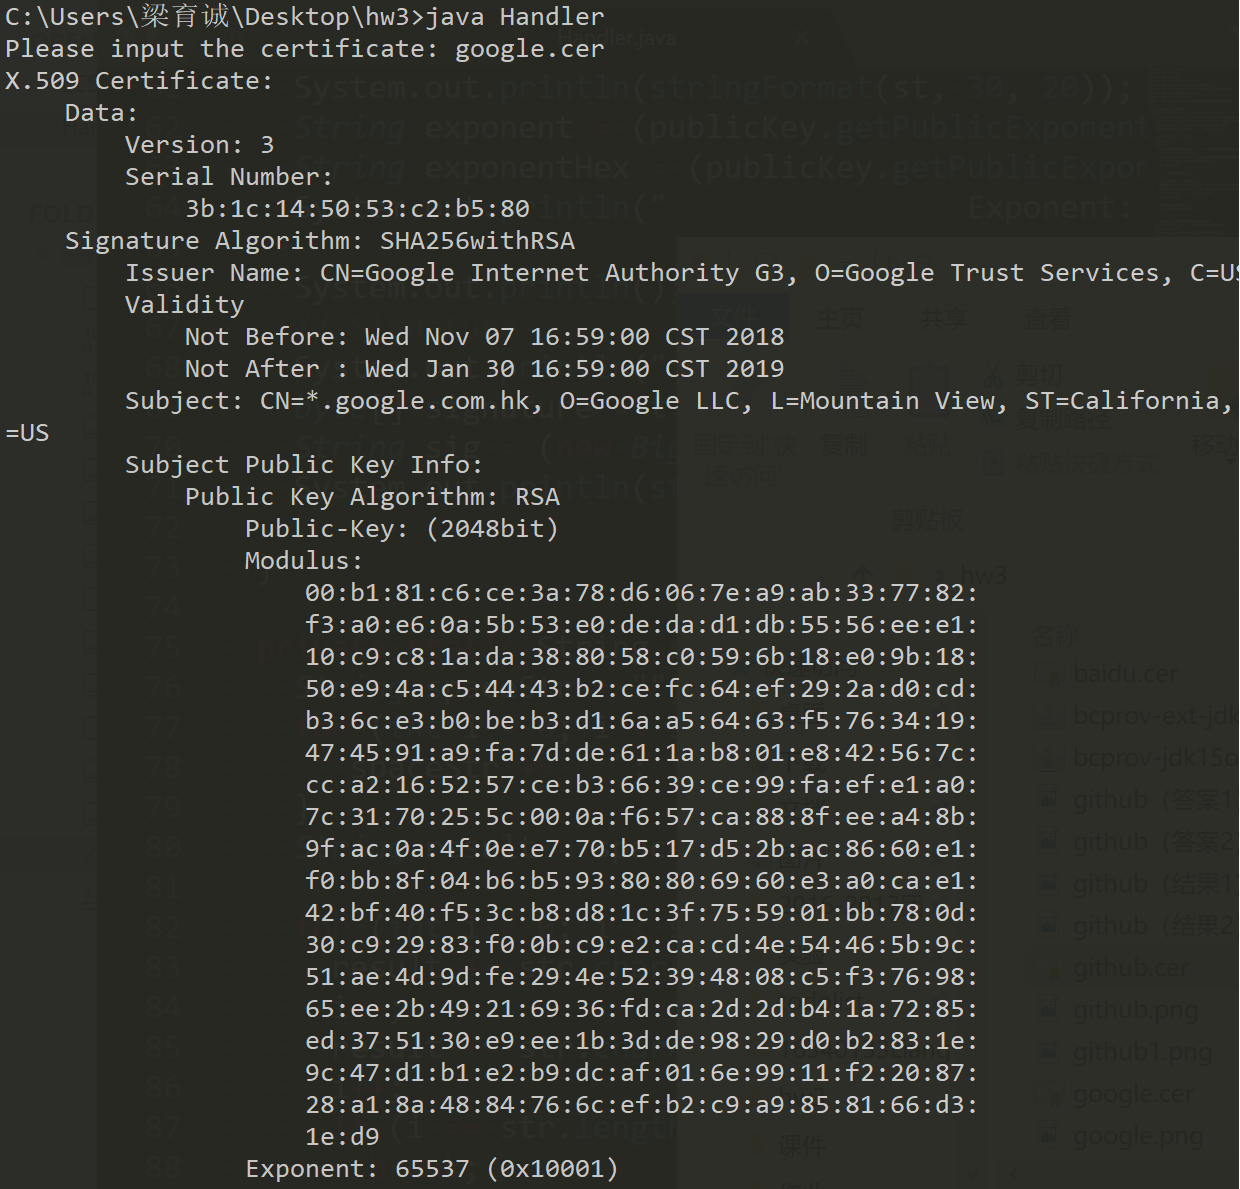 C:\Users\梁育诚\Desktop\hw3>java Handler
Please input the certificate: google.cer
X.509 Certificate:
    Data:
        Version: 3
        Serial Number:
            3b:1c:14:50:53:c2:b5:80
    Signature Algorithm: SHA256withRSA
        Issuer Name: CN=Google Internet Authority G3, O=Google Trust Services, C=US
        Validity
            Not Before: Wed Nov 07 16:59:00 CST 2018
            Not After : Wed Jan 30 16:59:00 CST 2019
        Subject: CN=*.google.com.hk, O=Google LLC, L=Mountain View, ST=California,
=US
        Subject Public Key Info:
            Public Key Algorithm: RSA
                Public-Key: (2048bit)
                Modulus:
                    00:b1:81:c6:ce:3a:78:d6:06:7e:a9:ab:33:77:82:
                    f3:a0:e6:0a:5b:53:e0:de:da:d1:db:55:56:ee:e1:
                    10:c9:c8:1a:da:38:80:58:c0:59:6b:18:e0:9b:18:
                    50:e9:4a:c5:44:43:b2:ce:fc:64:ef:29:2a:d0:cd:
                    b3:6c:e3:b0:be:b3:d1:6a:a5:64:63:f5:76:34:19:
                    47:45:91:a9:fa:7d:de:61:1a:b8:01:e8:42:56:7c:
                    cc:a2:16:52:57:ce:b3:66:39:ce:99:fa:ef:e1:a0:
                    7c:31:70:25:5c:00:0a:f6:57:ca:88:8f:ee:a4:8b:
                    9f:ac:0a:4f:0e:e7:70:b5:17:d5:2b:ac:86:60:e1:
                    f0:bb:8f:04:b6:b5:93:80:80:69:60:e3:a0:ca:e1:
                    42:bf:40:f5:3c:b8:d8:1c:3f:75:59:01:bb:78:0d:
                    30:c9:29:83:f0:0b:c9:e2:ca:cd:4e:54:46:5b:9c:
                    51:ae:4d:9d:fe:29:4e:52:39:48:08:c5:f3:76:98:
                    65:ee:2b:49:21:69:36:fd:ca:2d:2d:b4:1a:72:85:
                    ed:37:51:30:e9:ee:1b:3d:de:98:29:d0:b2:83:1e:
                    9c:47:d1:b1:e2:b9:dc:af:01:6e:99:11:f2:20:87:
                    28:a1:8a:48:84:76:6c:ef:b2:c9:a9:85:81:66:d3:
                    1e:d9
                Exponent: 65537 (0x10001)